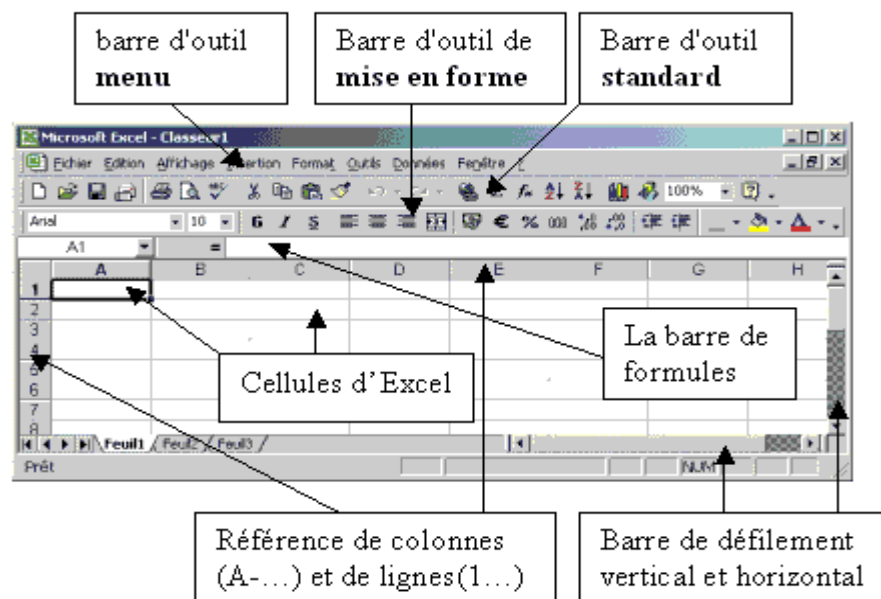 barre d'outil
menu
Barre d'outil de
mise en forme
Barre d'outil
standard
Microsoft Excel - Classeur1
Fichier Edition Affichage Insertion Format Outils Données Fenêtre ?
100%
Arial 10 G I S € % 000
A1 =
A B C D E F G H
1
2
3
4
5
6
7
8
La barre de
formules
Cellules d'Excel
Feuil1 Feuil2 Feuil3
Prêt NUM
Référence de colonnes
(A-...) et de lignes(1...)
Barre de défilement
vertical et horizontal